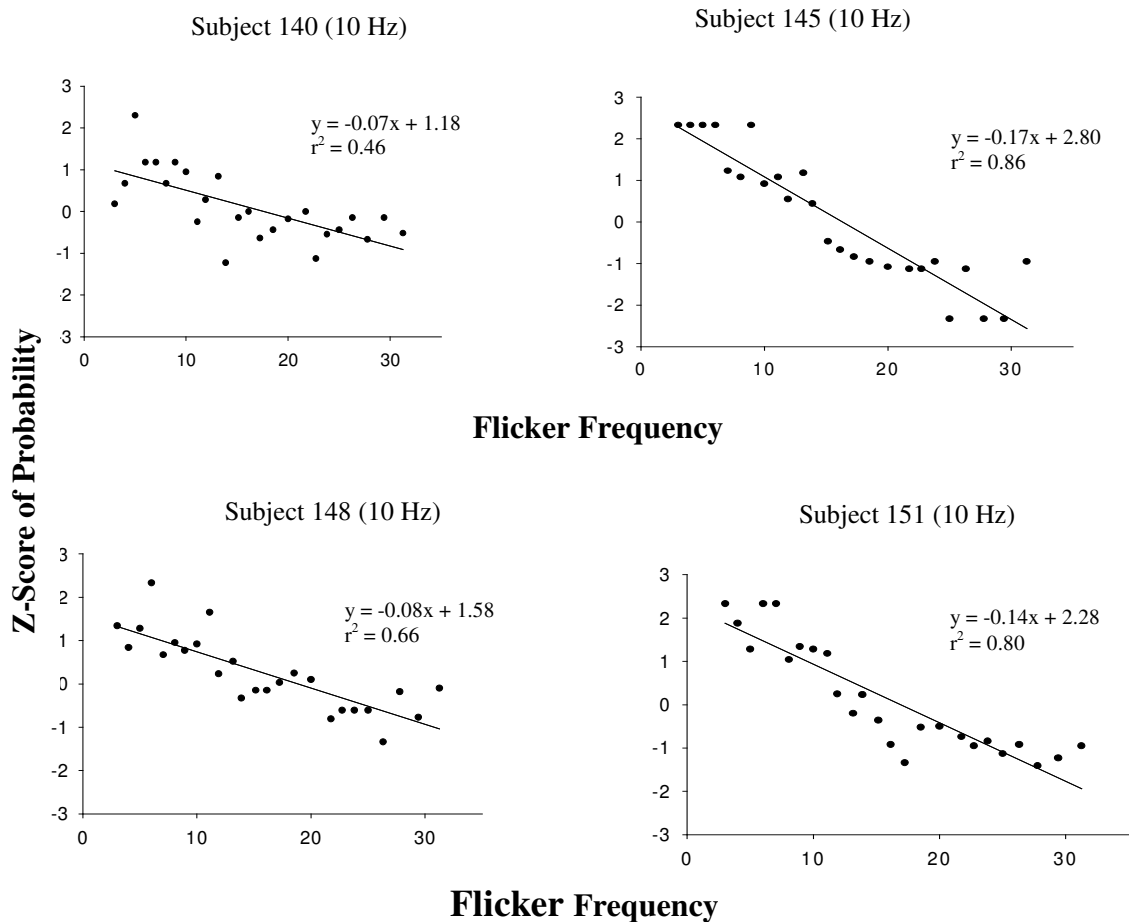 Subject 140 (10 Hz)
Subject 145 (10 Hz)
3
2
1
0
-1
-2
-3
0
10
20
30
y = -0.07x + 1.18
r² = 0.46
3
2
1
0
-1
-2
-3
0
10
20
30
y = -0.17x + 2.80
r² = 0.86
Z-Score of Probability
Flicker Frequency
Subject 148 (10 Hz)
Subject 151 (10 Hz)
3
2
1
0
-1
-2
-3
0
10
20
30
y = -0.08x + 1.58
r² = 0.66
3
2
1
0
-1
-2
-3
0
10
20
30
y = -0.14x + 2.28
r² = 0.80
Flicker Frequency